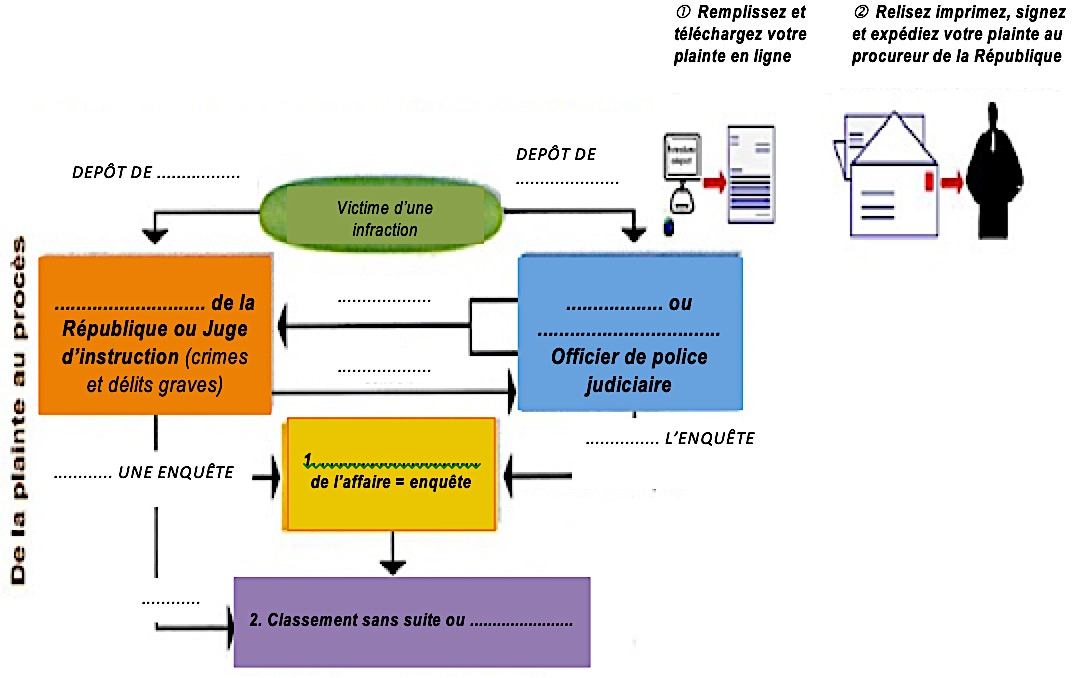 ① Remplissez et
téléchargez votre
plainte en ligne
② Relisez imprimez, signez
et expédiez votre plainte au
procureur de la République
DEPÔT DE ................
DEPÔT DE
....................
Victime d'une
infraction
De la plainte au procès
............................ de la
République ou Juge
d'instruction (crimes
et délits graves)
..................
..................
.................. ou
..................................
Officier de police
judiciaire
............ UNE ENQUÊTE
............... L'ENQUÊTE
1..................................
de l'affaire = enquête
............
2. Classement sans suite ou ........................